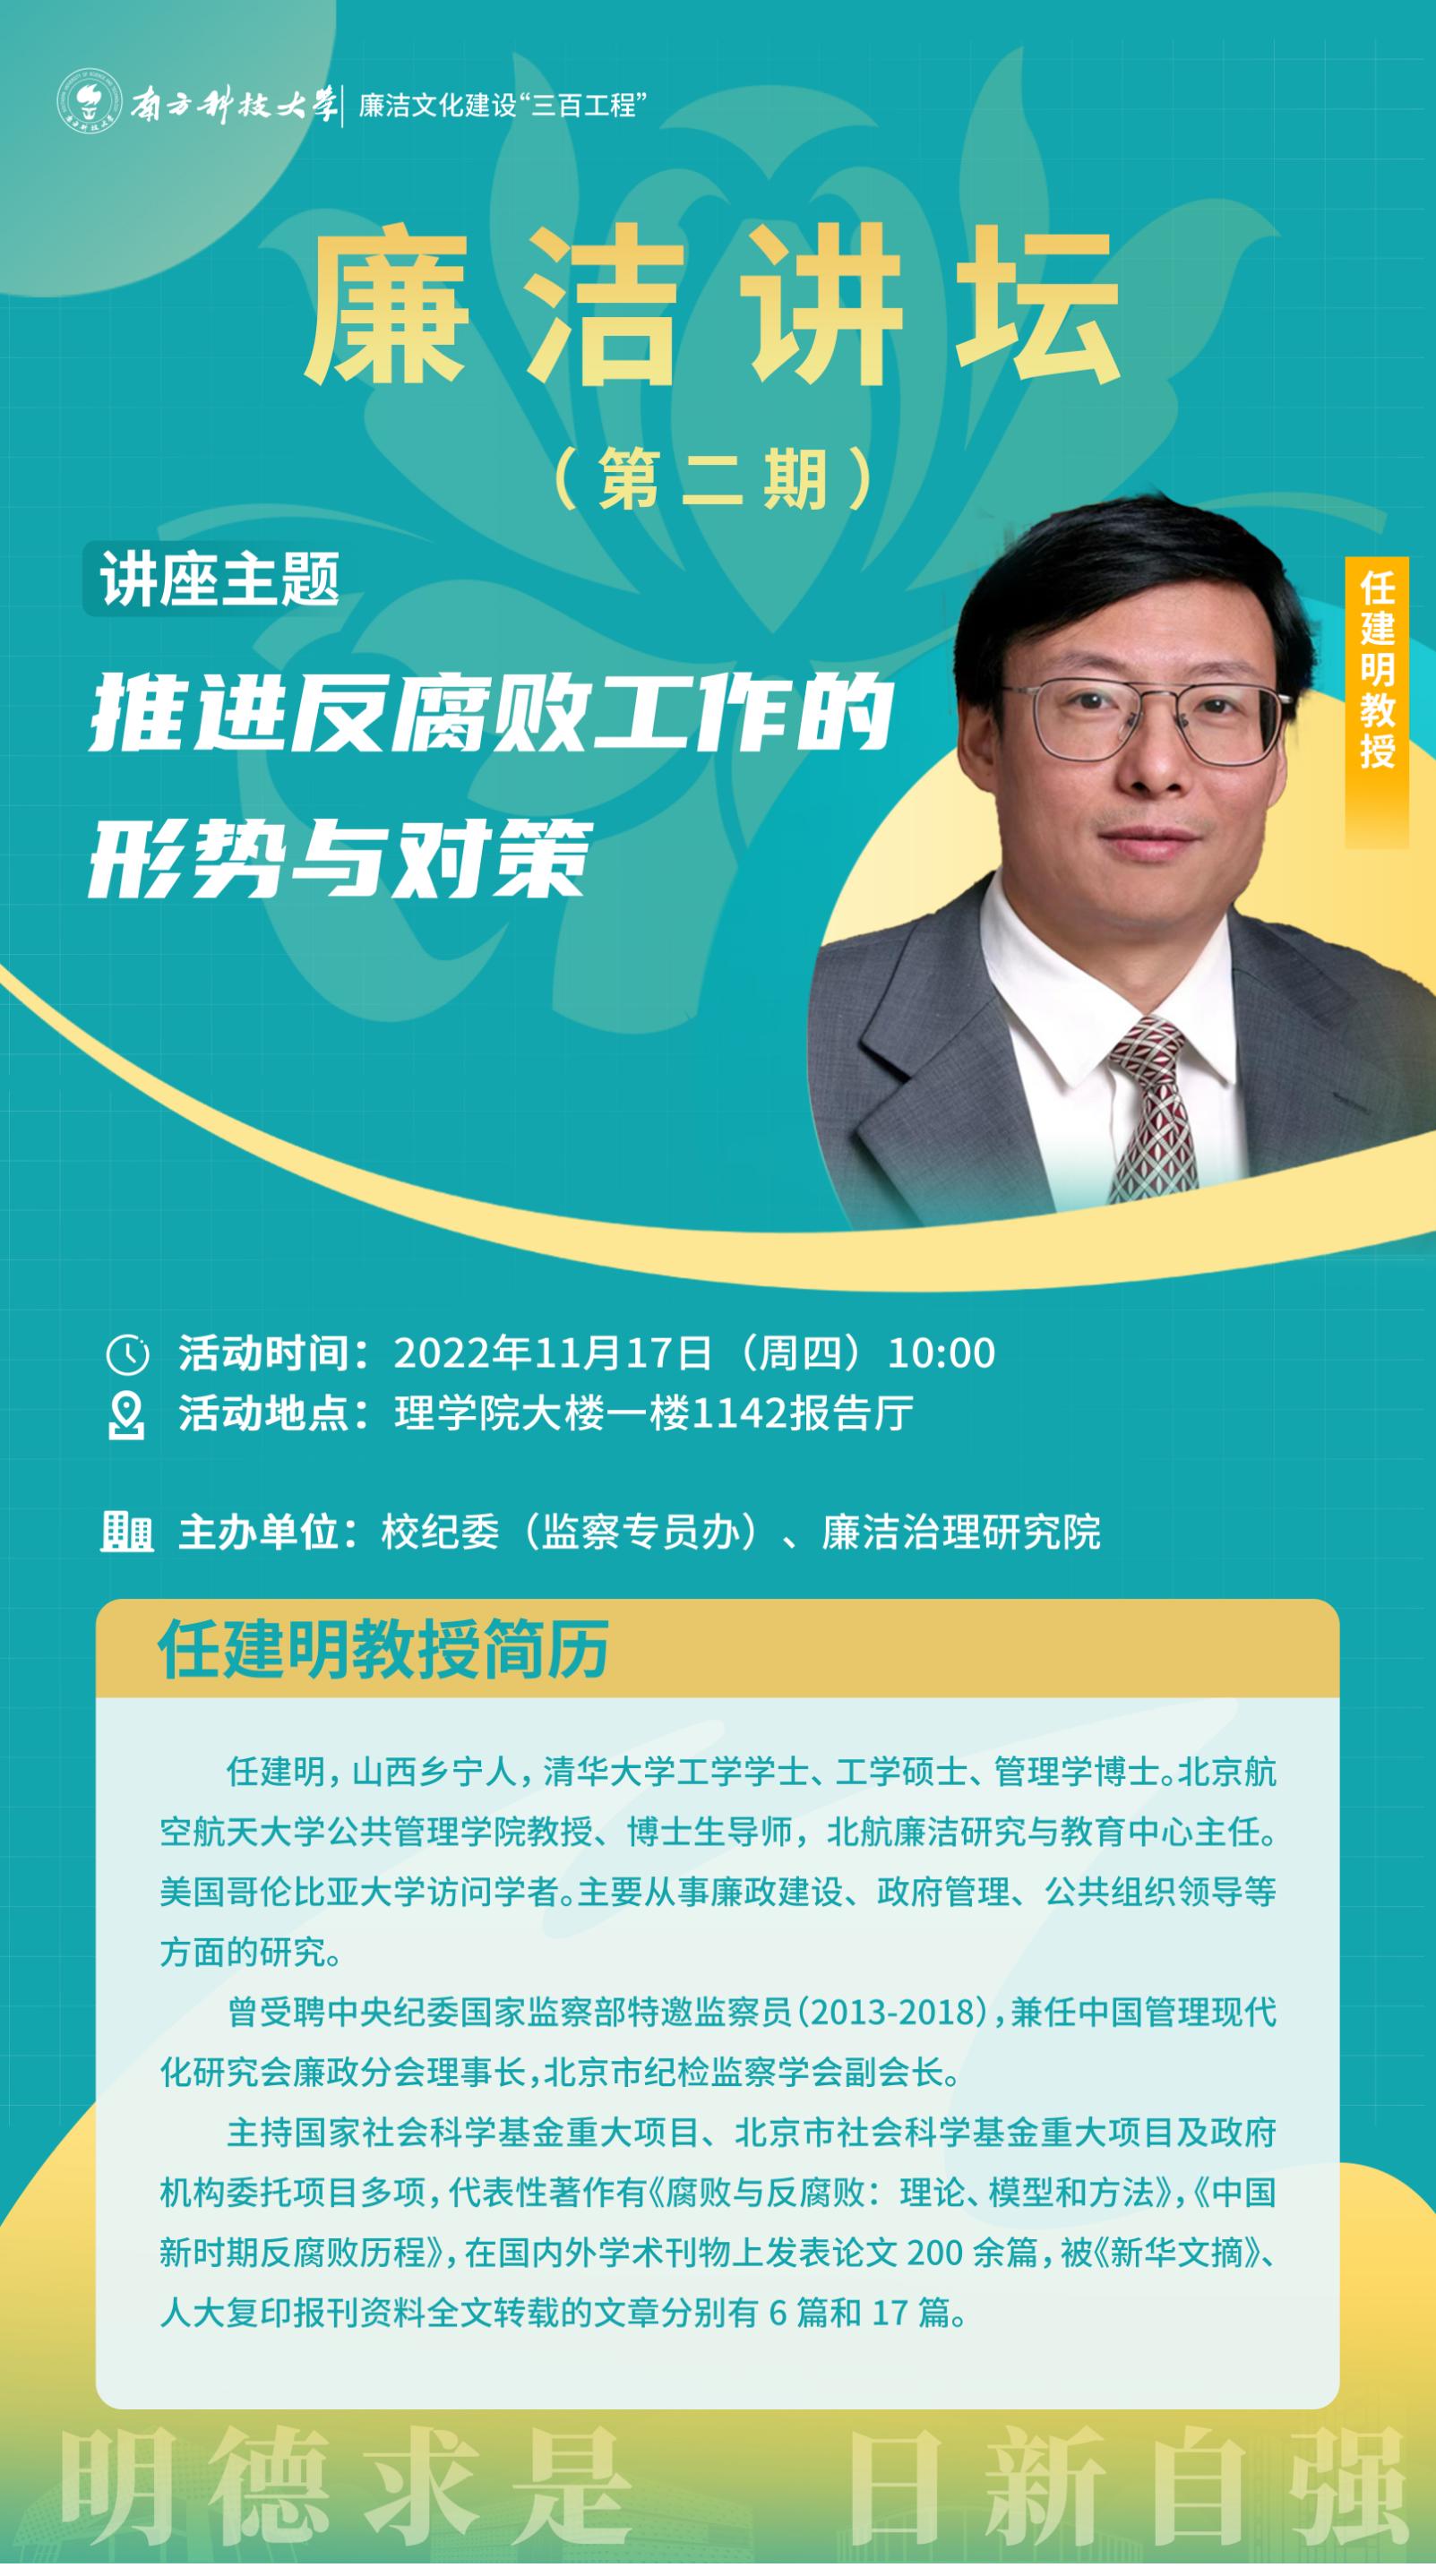 南方科技大学 廉洁文化建设“三百工程”
廉洁讲坛
（第二期）
讲座主题
推进反腐败工作的
形势与对策
任建明教授
活动时间：2022年11月17日（周四）10:00
活动地点：理学院大楼一楼1142报告厅
主办单位：校纪委（监察专员办）、廉洁治理研究院
任建明教授简历
任建明，山西乡宁人，清华大学工学学士、工学硕士、管理学博士。北京航
空航天大学公共管理学院教授、博士生导师，北航廉洁研究与教育中心主任。
美国哥伦比亚大学访问学者。主要从事廉政建设、政府管理、公共组织领导等
方面的研究。
曾受聘中央纪委国家监察部特邀监察员（2013-2018），兼任中国管理现代
化研究会廉政分会理事长，北京市纪检监察学会副会长。
主持国家社会科学基金重大项目、北京市社会科学基金重大项目及政府
机构委托项目多项，代表性著作有《腐败与反腐败：理论、模型和方法》，《中国
新时期反腐败历程》，在国内外学术刊物上发表论文 200 余篇，被《新华文摘》、
人大复印报刊资料全文转载的文章分别有 6 篇和 17 篇。
明德求是 日新自强